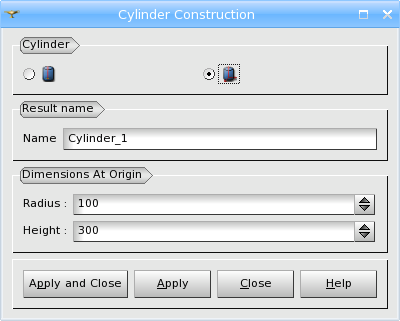 Cylinder Construction
Cylinder
Result name
Name Cylinder_1
Dimensions At Origin
Radius : 100
Height : 300
Apply and Close Apply Close Help